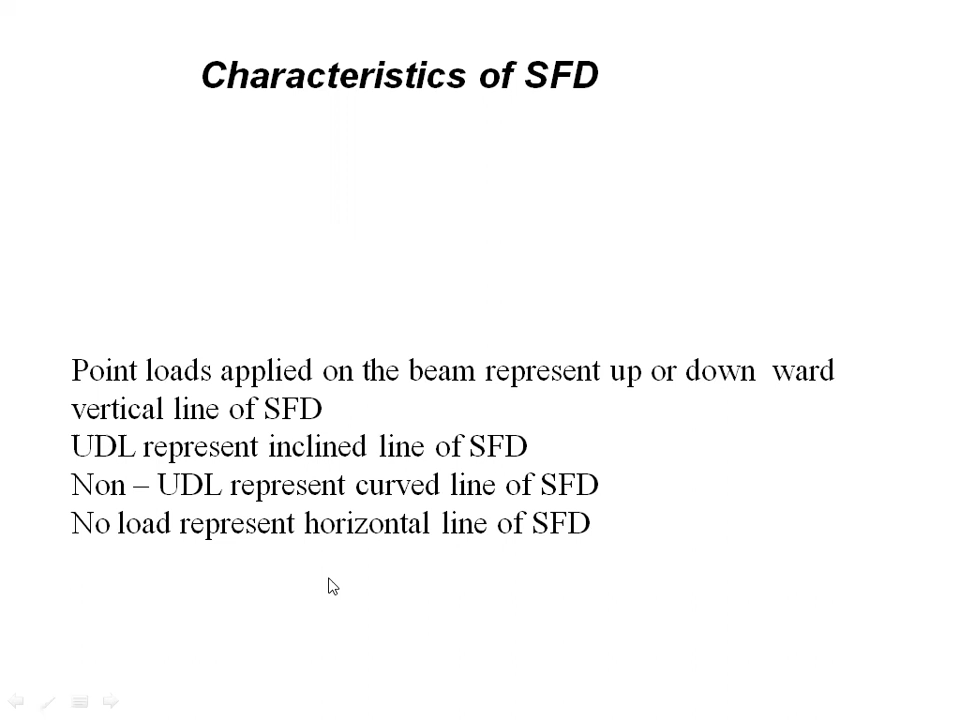 Characteristics of SFD
Point loads applied on the beam represent up or down ward
vertical line of SFD
UDL represent inclined line of SFD
Non – UDL represent curved line of SFD
No load represent horizontal line of SFD